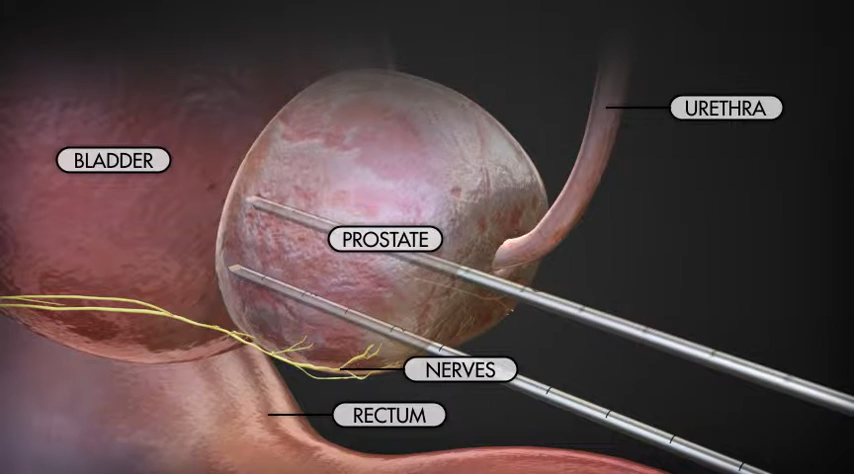 URETHRA
BLADDER
PROSTATE
NERVES
RECTUM